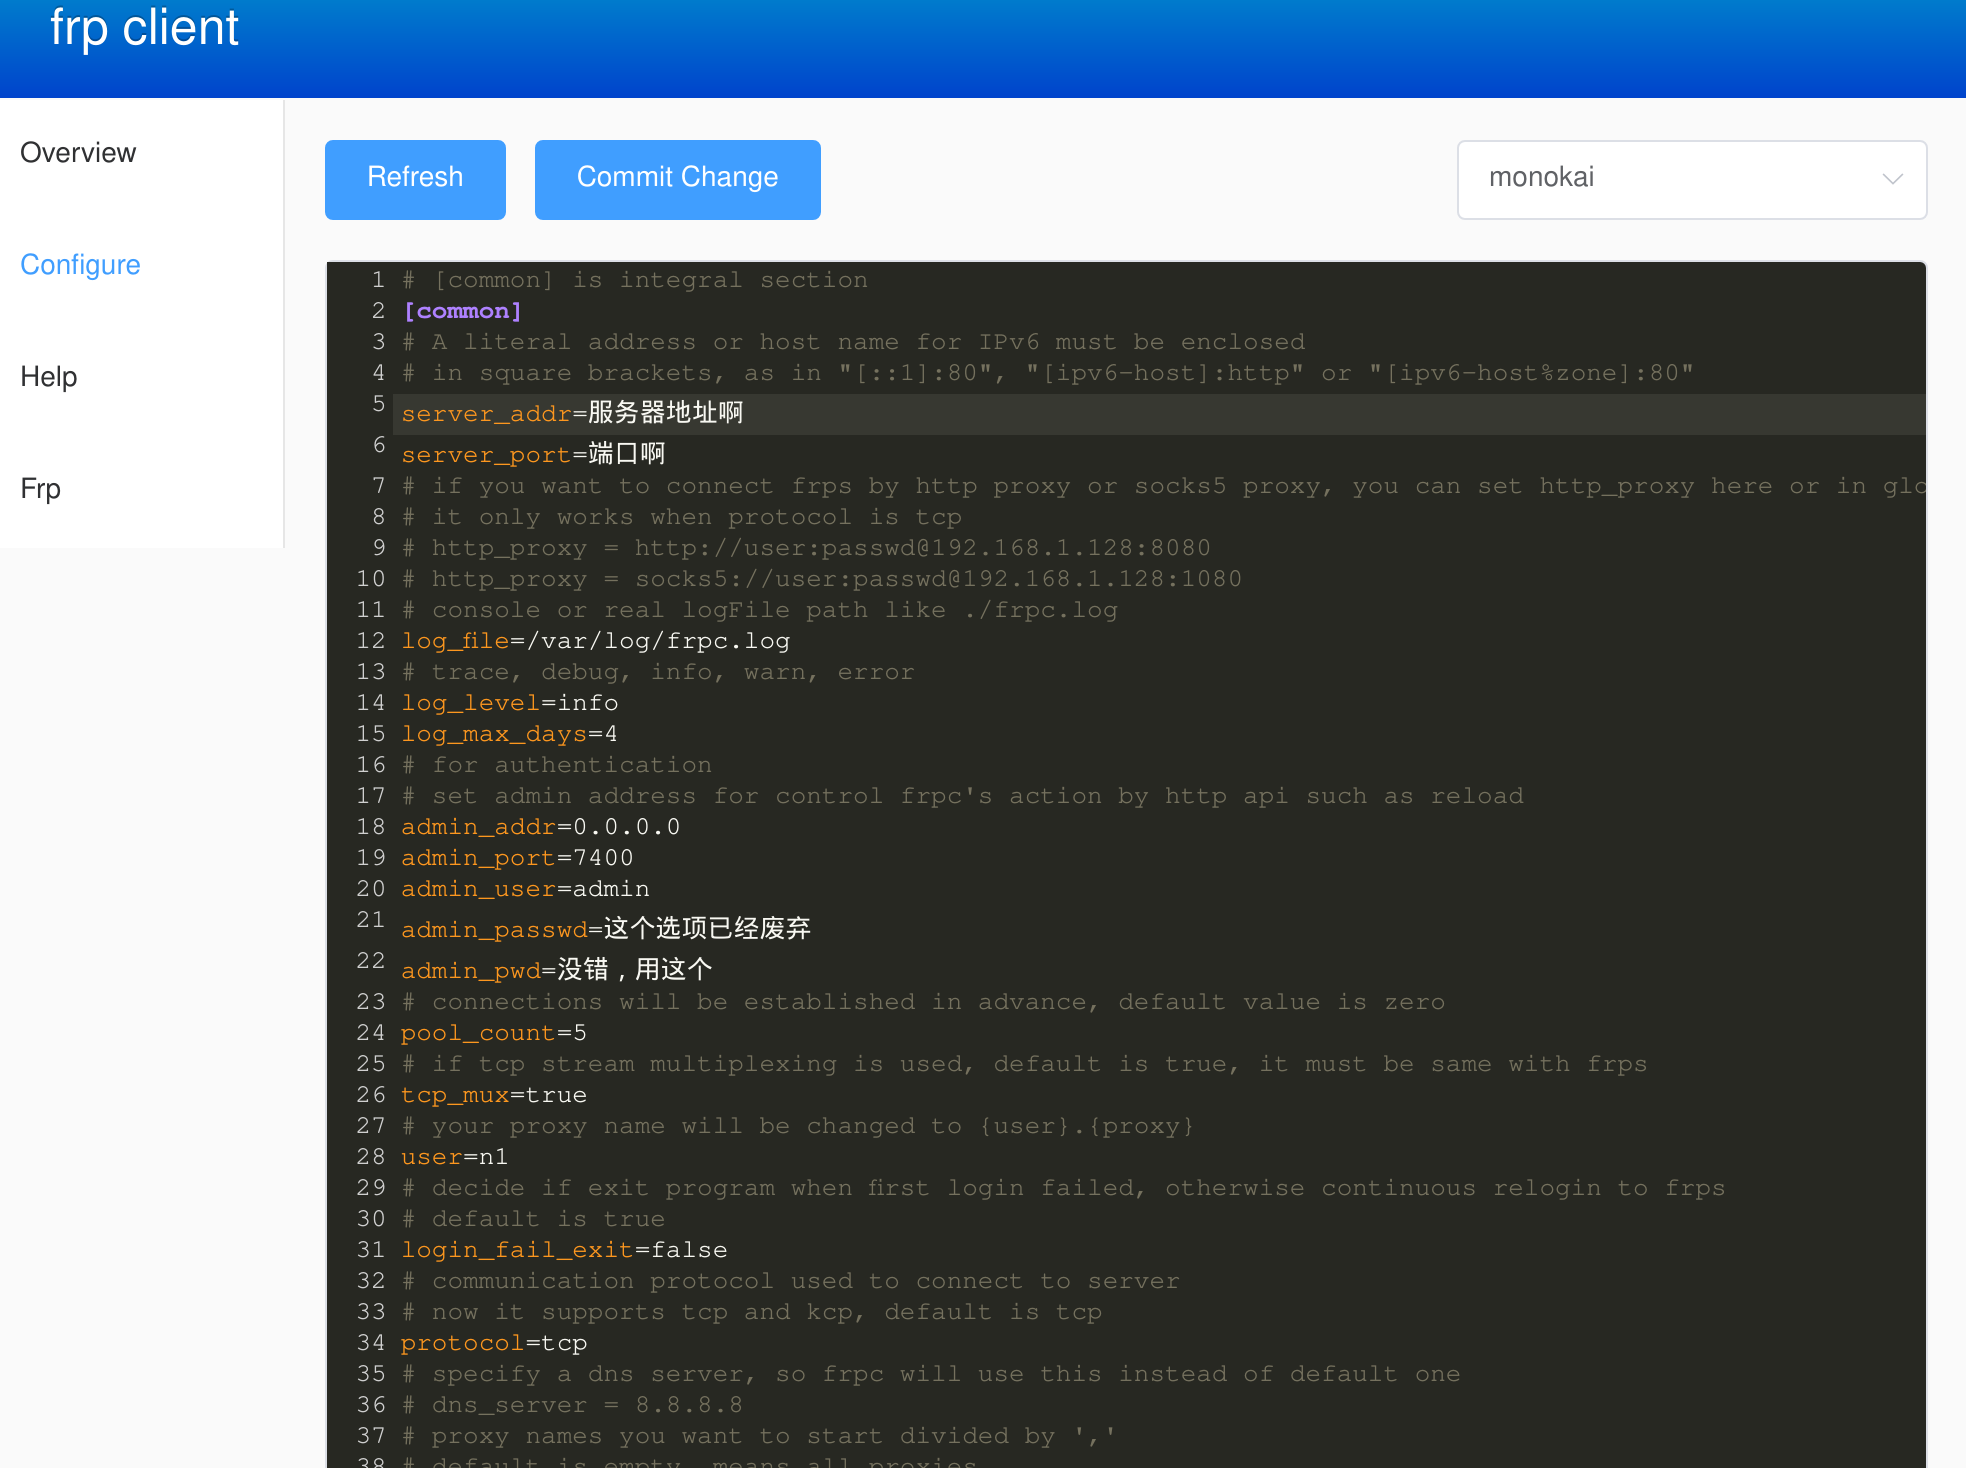 frp client
Overview
Configure
Help
Frp
Refresh
Commit Change
monokai
1 # [common] is integral section
2 [common]
3 # A literal address or host name for IPv6 must be enclosed
4 # in square brackets, as in "[::1]:80", "[ipv6-host]:http" or "[ipv6-host%zone]:80"
5 server_addr=服务器地址啊
6 server_port=端口啊
7 # if you want to connect frps by http proxy or socks5 proxy, you can set http_proxy here or in glo
8 # it only works when protocol is tcp
9 # http_proxy = http://user:passwd@192.168.1.128:8080
10 # http_proxy = socks5://user:passwd@192.168.1.128:1080
11 # console or real logFile path like ./frpc.log
12 log_file=/var/log/frpc.log
13 # trace, debug, info, warn, error
14 log_level=info
15 log_max_days=4
16 # for authentication
17 # set admin address for control frpc's action by http api such as reload
18 admin_addr=0.0.0.0
19 admin_port=7400
20 admin_user=admin
21 admin_passwd=这个选项已经废弃
22 admin_pwd=没错，用这个
23 # connections will be established in advance, default value is zero
24 pool_count=5
25 # if tcp stream multiplexing is used, default is true, it must be same with frps
26 tcp_mux=true
27 # your proxy name will be changed to {user}.{proxy}
28 user=n1
29 # decide if exit program when first login failed, otherwise continuous relogin to frps
30 # default is true
31 login_fail_exit=false
32 # communication protocol used to connect to server
33 # now it supports tcp and kcp, default is tcp
34 protocol=tcp
35 # specify a dns server, so frpc will use this instead of default one
36 # dns_server = 8.8.8.8
37 # proxy names you want to start divided by ','
38 # default is empty, means all proxies